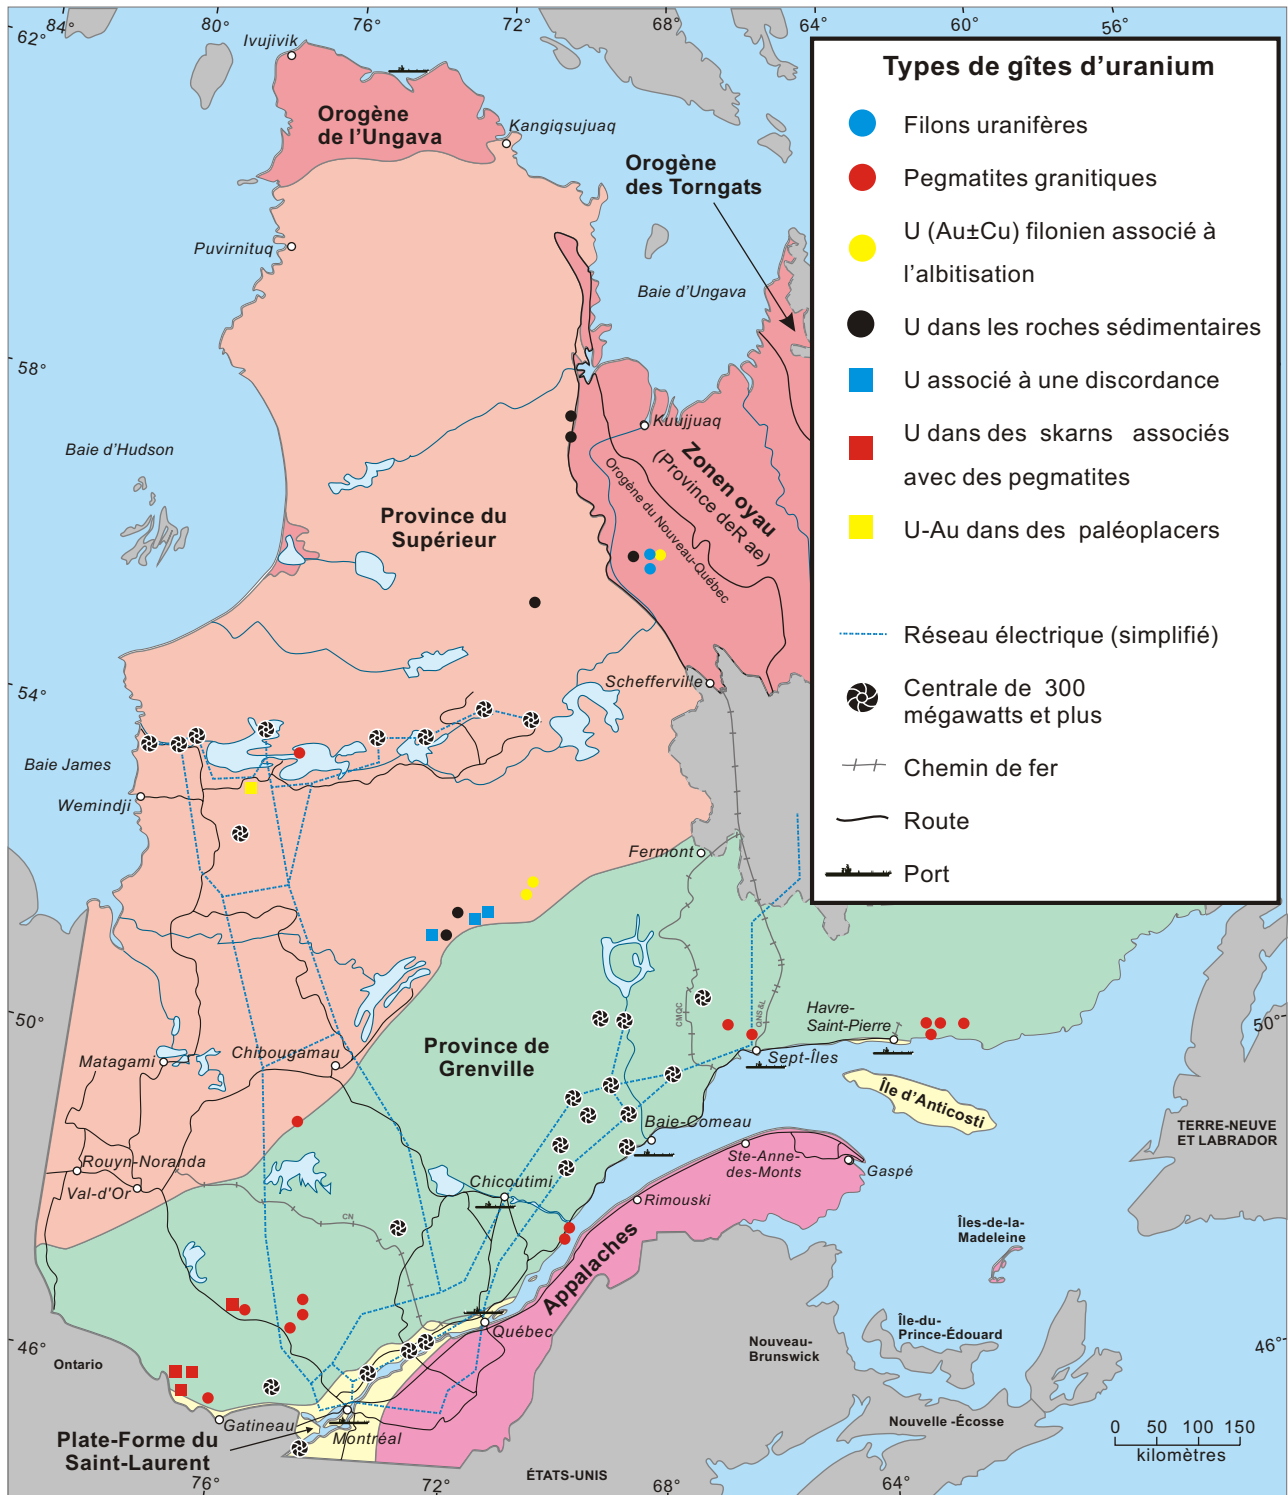 84°
80°
76°
72°
68°
64°
60°
56°
62°
58°
54°
50°
46°
Ivujivik
Orogène
de l'Ungava
Kangiqsujuaq
Orogène
des Torngats
Puvirnituq
Baie d'Ungava
Baie d'Hudson
Kuujjuaq
Zonen oyau
(Province deR ae)
Orogène du Nouveau-Québec
Province du
Supérieur
Schefferville
Baie James
Wemindji
Fermont
CMQC
QNS&L
Havre-
Saint-Pierre
50°
Matagami
Chibougamau
Province de
Grenville
Sept-Îles
Île d'Anticosti
Baie-Comeau
TERRE-NEUVE
ET LABRADOR
Rouyn-Noranda
Val-d'Or
Ste-Anne-
des-Monts
Gaspé
Chicoutimi
Rimouski
CN
Appalaches
Îles-de-la-
Madeleine
Québec
Île-du-
Prince-Édouard
Nouveau-
Brunswick
46°
Ontario
Gatineau
Montréal
Nouvelle -Écosse
Plate-Forme du
Saint-Laurent
ÉTATS-UNIS
76°
72°
68°
64°
0 50 100 150
kilomètres
Types de gîtes d'uranium
Filons uranifères
Pegmatites granitiques
U (Au±Cu) filonien associé à
l'albitisation
U dans les roches sédimentaires
U associé à une discordance
U dans des skarns associés
avec des pegmatites
U-Au dans des paléoplacers
Réseau électrique (simplifié)
Centrale de 300
mégawatts et plus
Chemin de fer
Route
Port